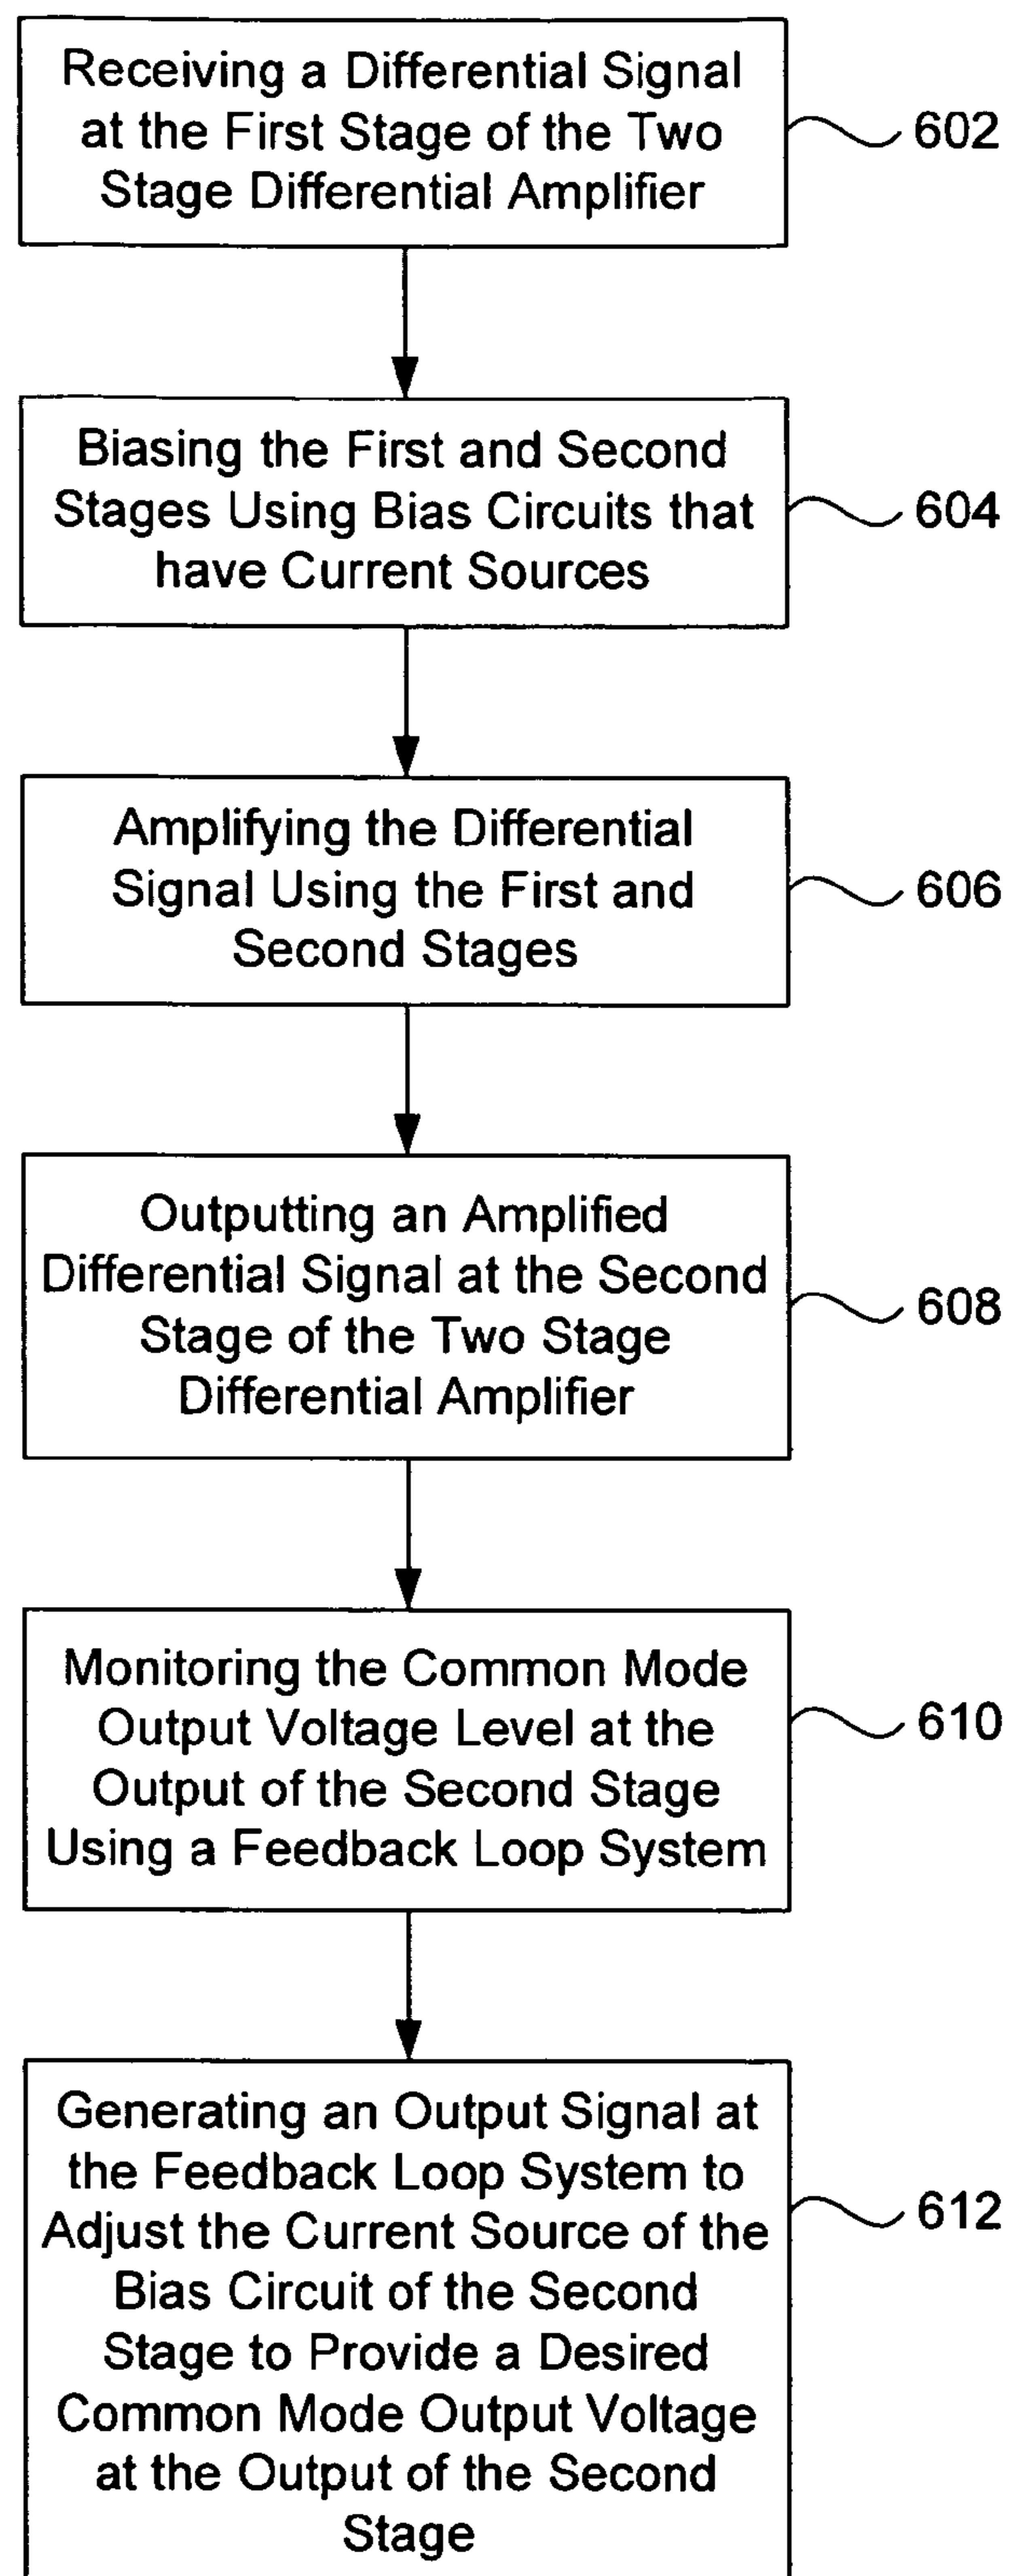 Receiving a Differential Signal
at the First Stage of the Two
Stage Differential Amplifier
602
Biasing the First and Second
Stages Using Bias Circuits that
have Current Sources
604
Amplifying the Differential
Signal Using the First and
Second Stages
606
Outputting an Amplified
Differential Signal at the Second
Stage of the Two Stage
Differential Amplifier
608
Monitoring the Common Mode
Output Voltage Level at the
Output of the Second Stage
Using a Feedback Loop System
610
Generating an Output Signal at
the Feedback Loop System to
Adjust the Current Source of the
Bias Circuit of the Second
Stage to Provide a Desired
Common Mode Output Voltage
at the Output of the Second
Stage
612